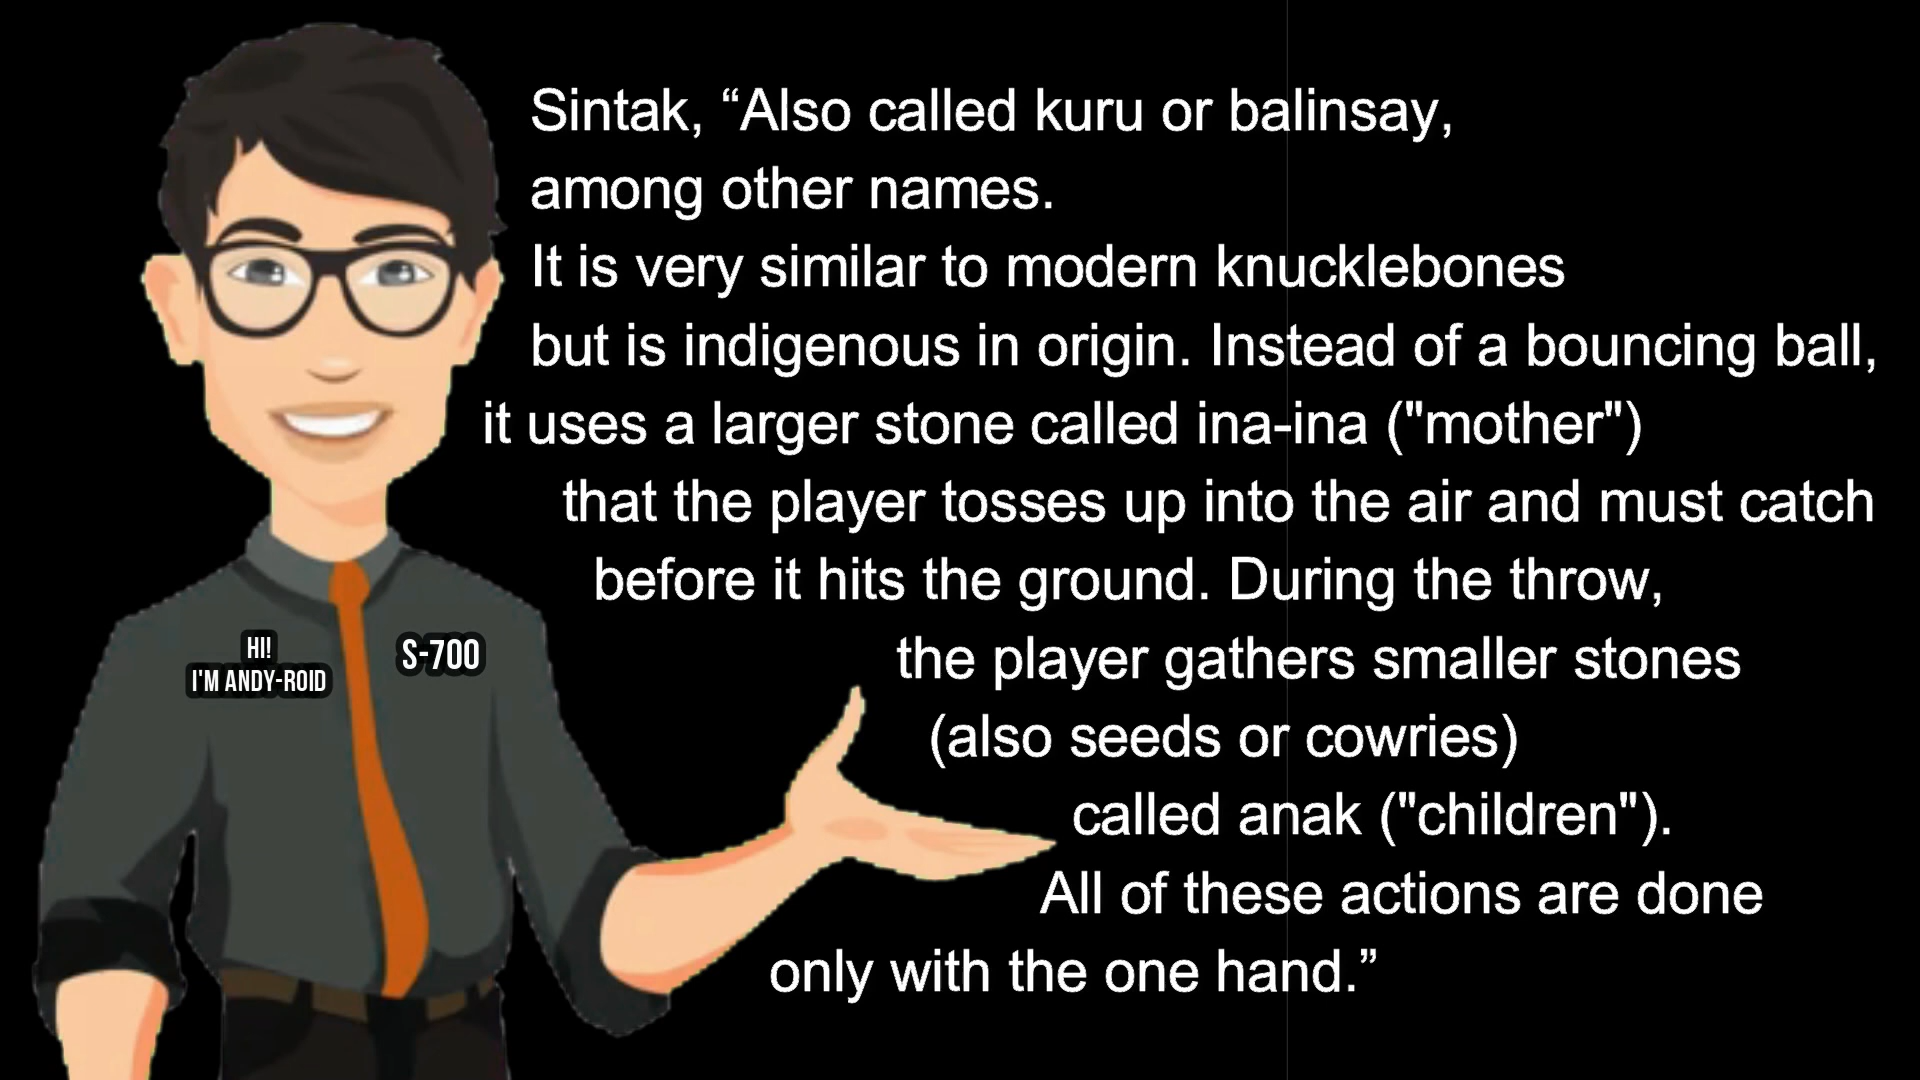 Sintak, “Also called kuru or balinsay,
among other names.
It is very similar to modern knucklebones
but is indigenous in origin. Instead of a bouncing ball,
it uses a larger stone called ina-ina ("mother")
that the player tosses up into the air and must catch
before it hits the ground. During the throw,
the player gathers smaller stones
(also seeds or cowries)
called anak ("children").
All of these actions are done
only with the one hand.”
HI!
I'M ANDY-ROID
S-700